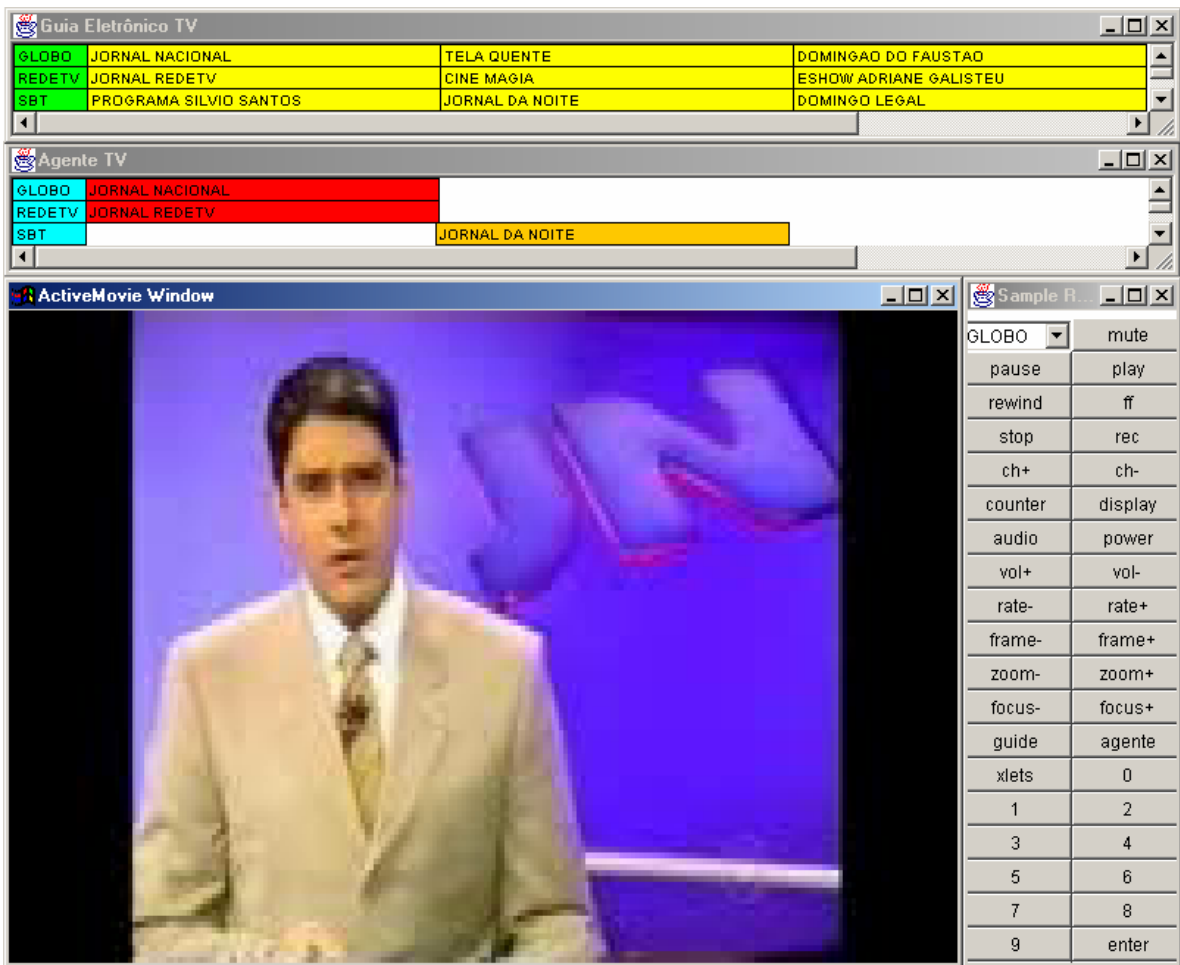 Guia Eletrônico TV
GLOBO JORNAL NACIONAL TELA QUENTE DOMINGAO DO FAUSTAO
REDETV JORNAL REDETV CINE MAGIA ESHOW ADRIANE GALISTEU
SBT PROGRAMA SILVIO SANTOS JORNAL DA NOITE DOMINGO LEGAL
Agente TV
GLOBO JORNAL NACIONAL
REDETV JORNAL REDETV
SBT JORNAL DA NOITE
ActiveMovie Window
JN
Sample R...
GLOBO mute
pause play
rewind ff
stop rec
ch+ ch-
counter display
audio power
vol+ vol-
rate- rate+
frame- frame+
zoom- zoom+
focus- focus+
guide agente
xlets 0
1 2
3 4
5 6
7 8
9 enter